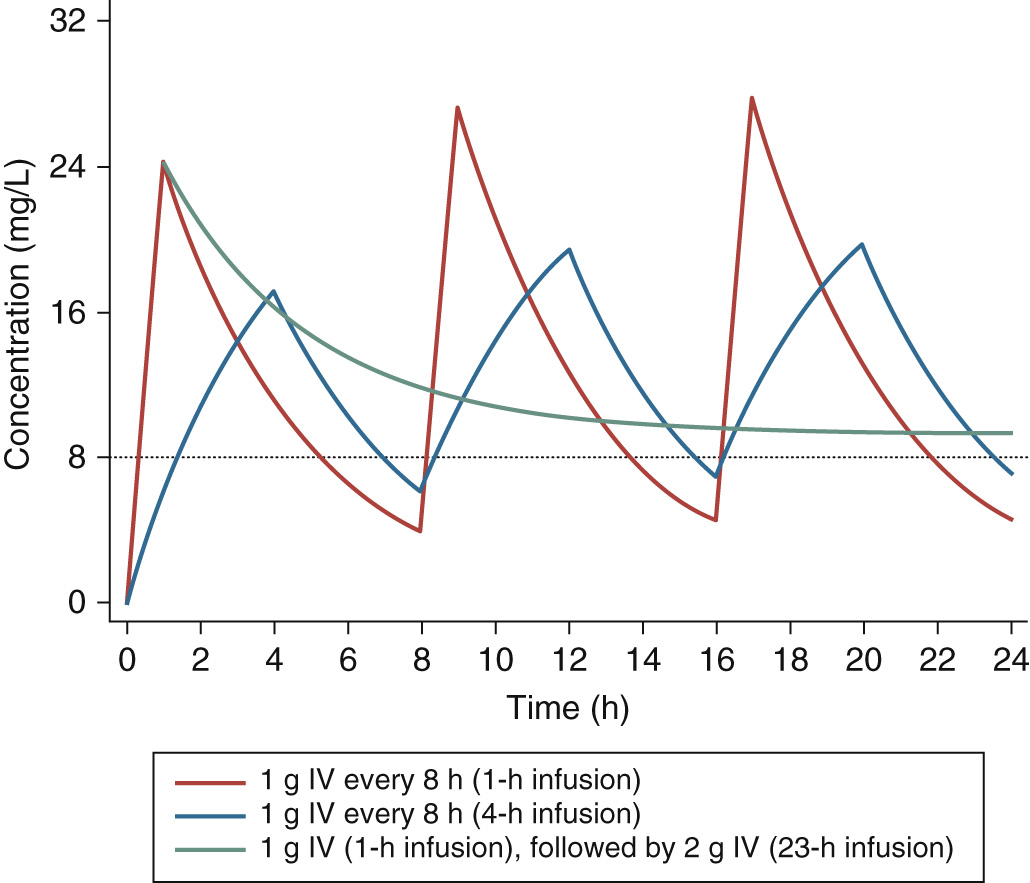 32
24
16
8
0
Concentration (mg/L)
0 2 4 6 8 10 12 14 16 18 20 22 24
Time (h)
1 g IV every 8 h (1-h infusion)
1 g IV every 8 h (4-h infusion)
1 g IV (1-h infusion), followed by 2 g IV (23-h infusion)